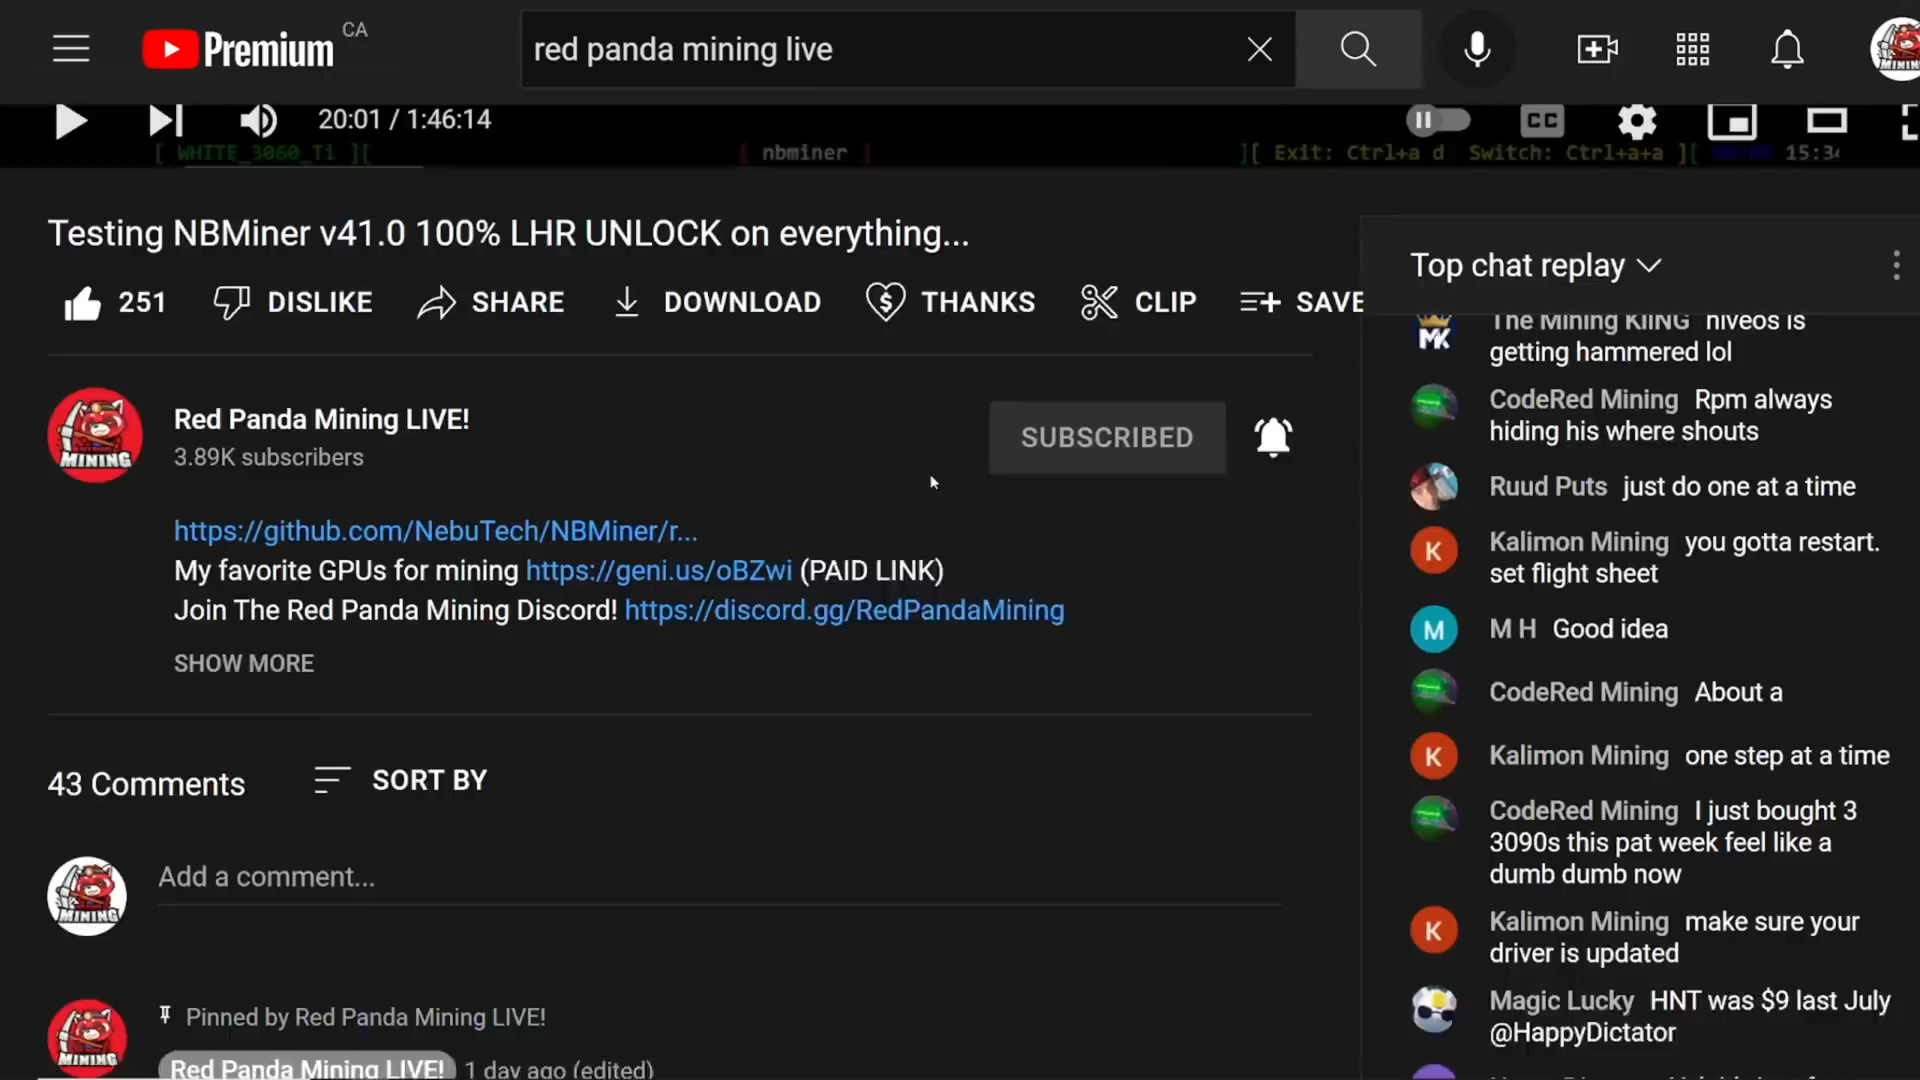 Premium CA
red panda mining live
20:01 / 1:46:14
CC
[ WHITE_3060_Ti ][
nbminer
][ Exit: Ctrl+a d Switch: Ctrl+a+a ][
Testing NBMiner v41.0 100% LHR UNLOCK on everything...
251 DISLIKE SHARE DOWNLOAD THANKS CLIP SAVE
Red Panda Mining LIVE!
3.89K subscribers
SUBSCRIBED
https://github.com/NebuTech/NBMiner/r...
My favorite GPUs for mining https://geni.us/oBZwi (PAID LINK)
Join The Red Panda Mining Discord! https://discord.gg/RedPandaMining
SHOW MORE
43 Comments SORT BY
Add a comment...
Pinned by Red Panda Mining LIVE!
Red Panda Mining LIVE! 1 day ago (edited)
MINING
Top chat replay
The Mining KIING hiveos is
getting hammered lol
CodeRed Mining Rpm always
hiding his where shouts
Ruud Puts just do one at a time
Kalimon Mining you gotta restart.
set flight sheet
M H Good idea
CodeRed Mining About a
Kalimon Mining one step at a time
CodeRed Mining I just bought 3
3090s this pat week feel like a
dumb dumb now
Kalimon Mining make sure your
driver is updated
Magic Lucky HNT was $9 last July
@HappyDictator